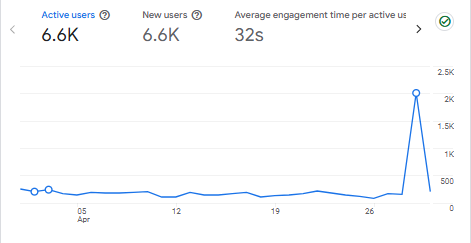 Active users
New users
Average engagement time per active us
6.6K
6.6K
32s
2.5K
2K
1.5K
1K
500
0
05
Apr
12
19
26